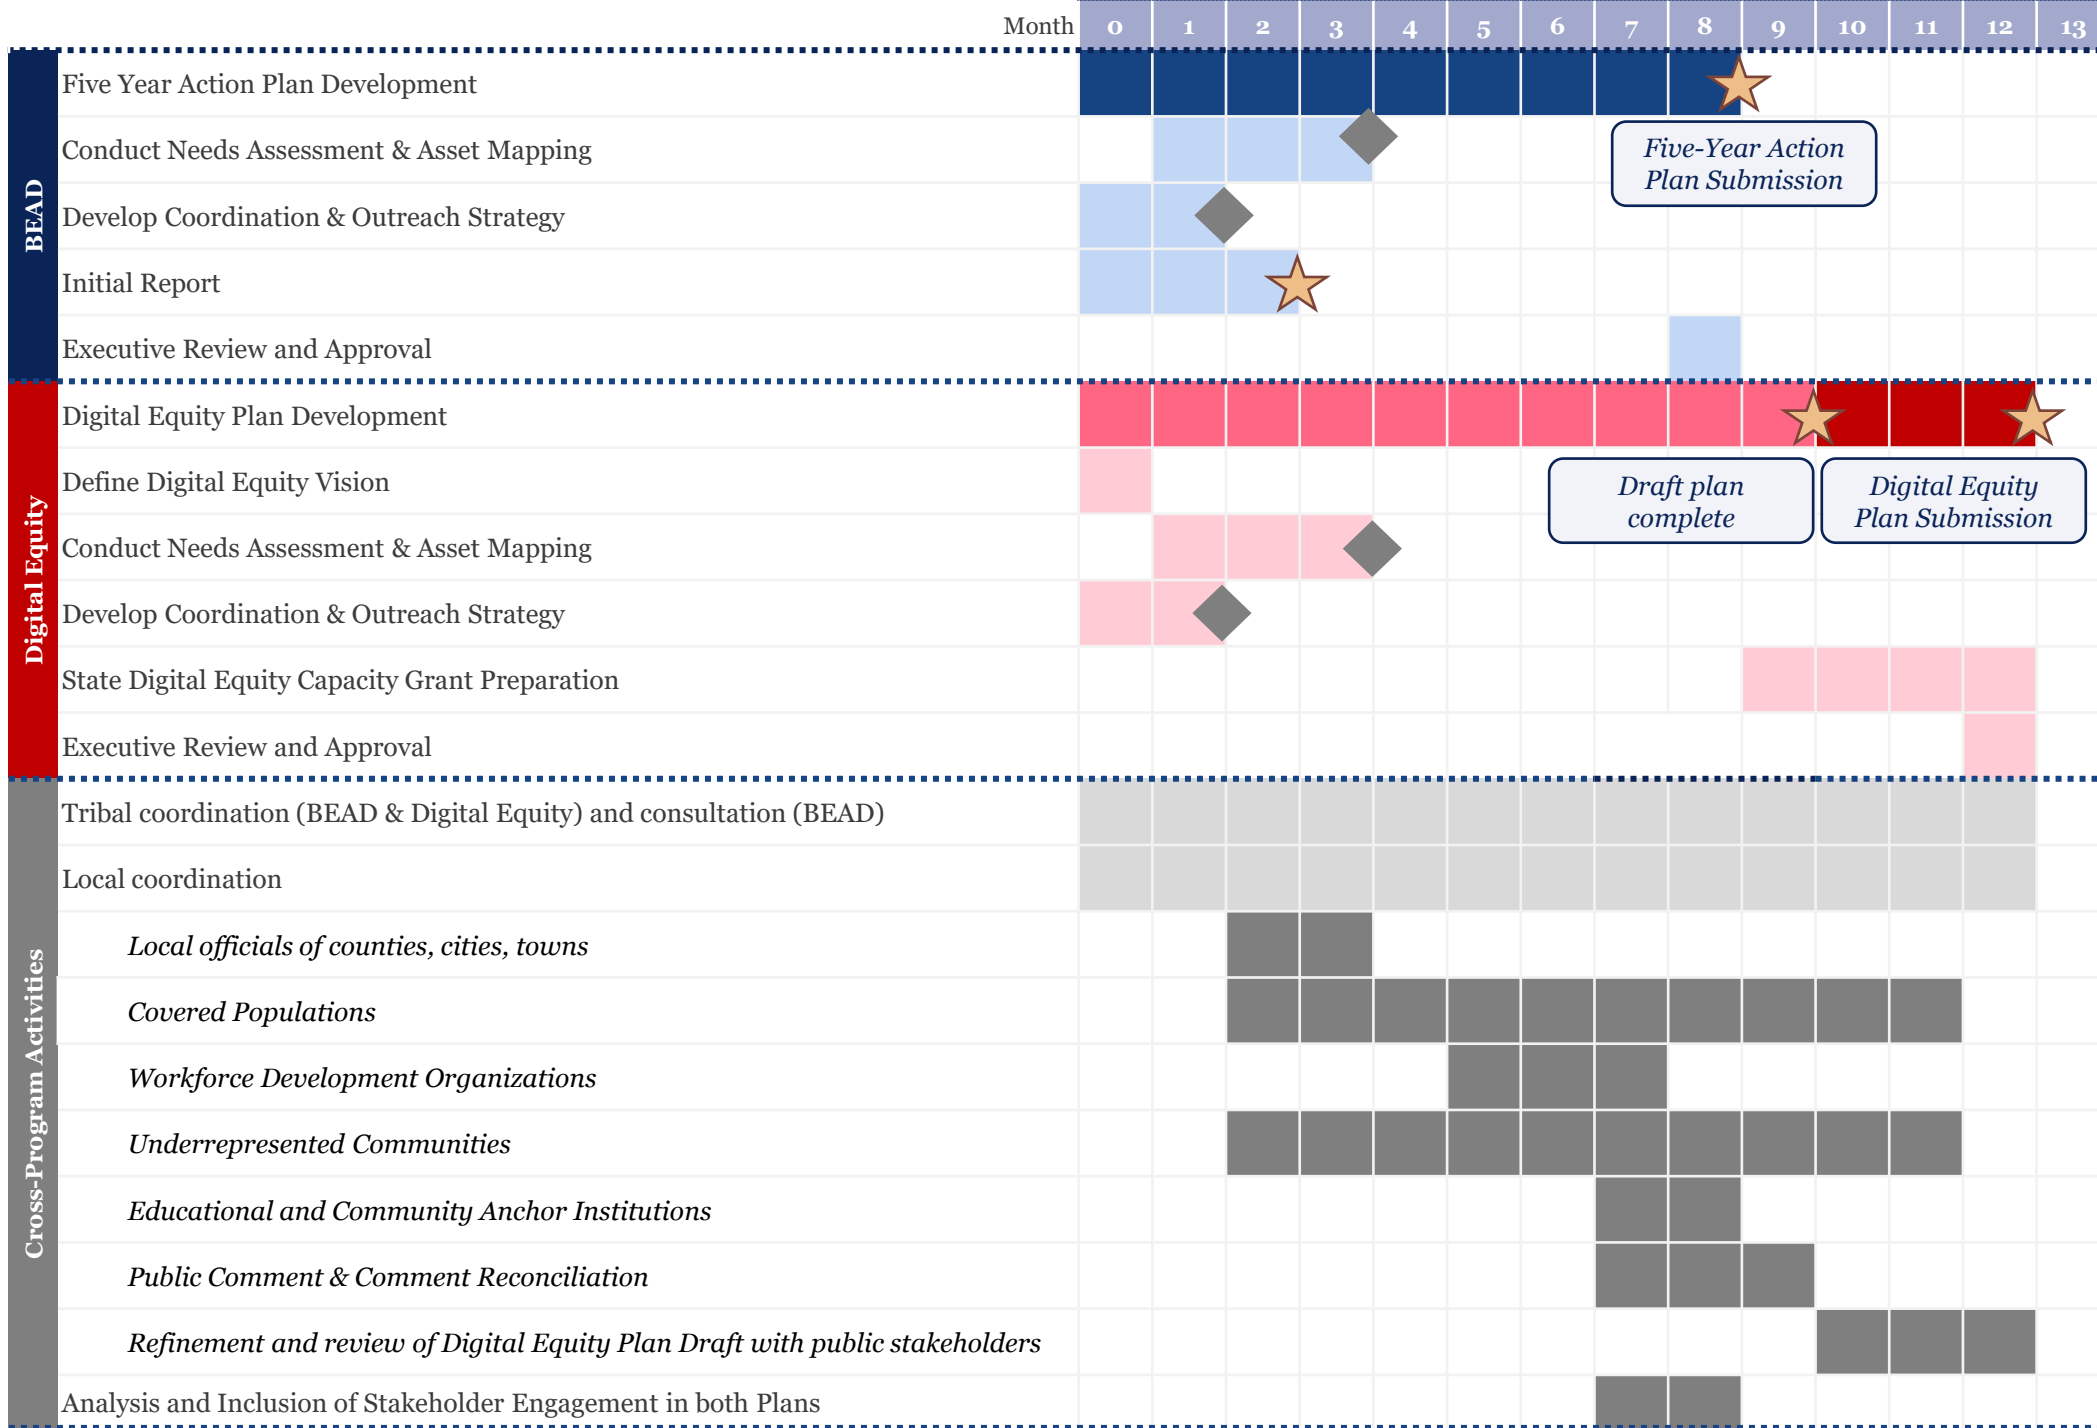 Month 0 1 2 3 4 5 6 7 8 9 10 11 12 13
BEAD
Five Year Action Plan Development
Conduct Needs Assessment & Asset Mapping
Five-Year Action
Plan Submission
Develop Coordination & Outreach Strategy
Initial Report
Executive Review and Approval
Digital Equity
Digital Equity Plan Development
Define Digital Equity Vision
Draft plan
complete
Digital Equity
Plan Submission
Conduct Needs Assessment & Asset Mapping
Develop Coordination & Outreach Strategy
State Digital Equity Capacity Grant Preparation
Executive Review and Approval
Cross-Program Activities
Tribal coordination (BEAD & Digital Equity) and consultation (BEAD)
Local coordination
Local officials of counties, cities, towns
Covered Populations
Workforce Development Organizations
Underrepresented Communities
Educational and Community Anchor Institutions
Public Comment & Comment Reconciliation
Refinement and review of Digital Equity Plan Draft with public stakeholders
Analysis and Inclusion of Stakeholder Engagement in both Plans